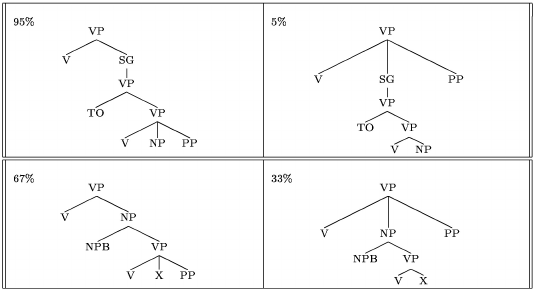 95%
VP
V SG
VP
TO VP
V NP PP
5%
VP
V SG PP
VP
TO VP
V NP
67%
VP
V NP
NPB VP
V X PP
33%
VP
V NP PP
NPB VP
V X